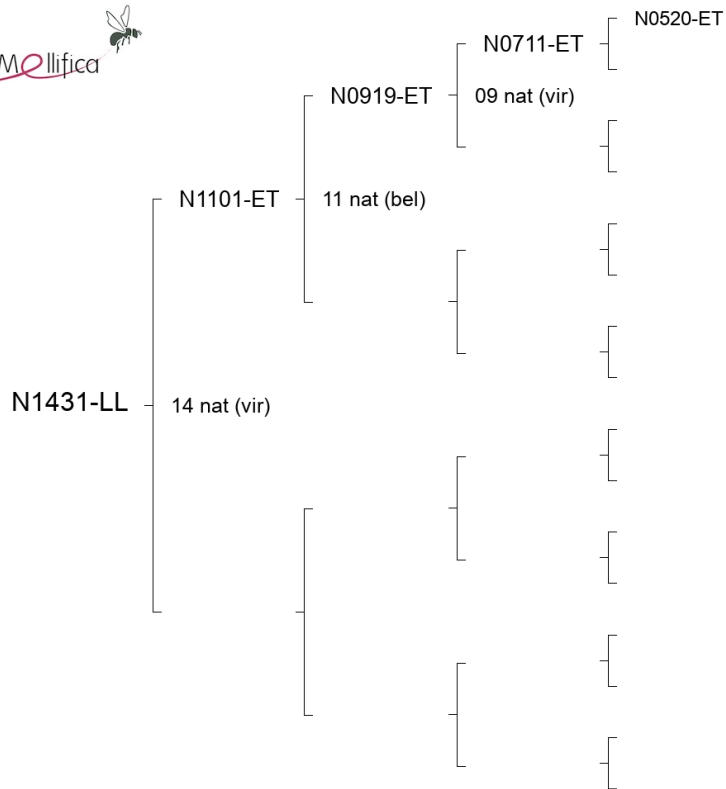 Mellifica
N0520-ET
N0711-ET
N0919-ET
09 nat (vir)
N1101-ET
11 nat (bel)
N1431-LL
14 nat (vir)